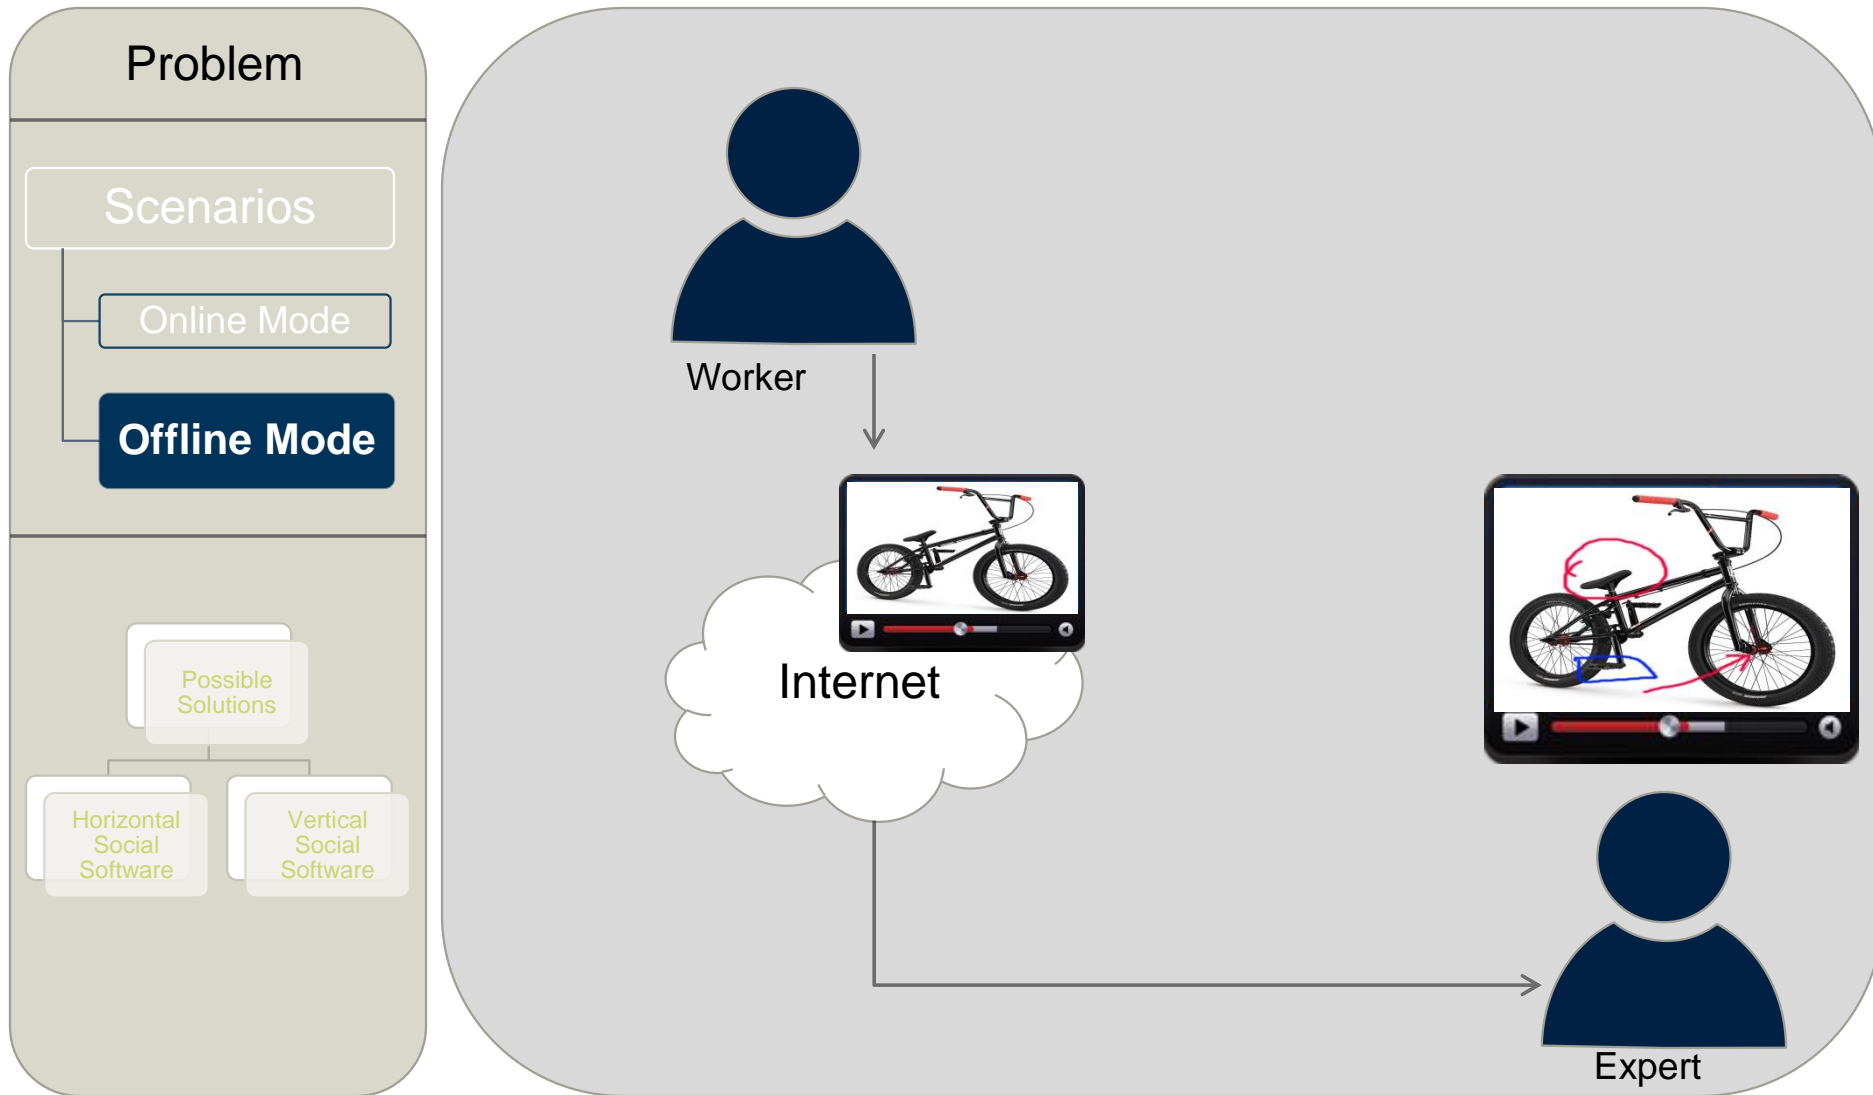 Problem
Scenarios
Online Mode
Offline Mode
Possible
Solutions
Horizontal
Social
Software
Vertical
Social
Software
Worker
Internet
Expert